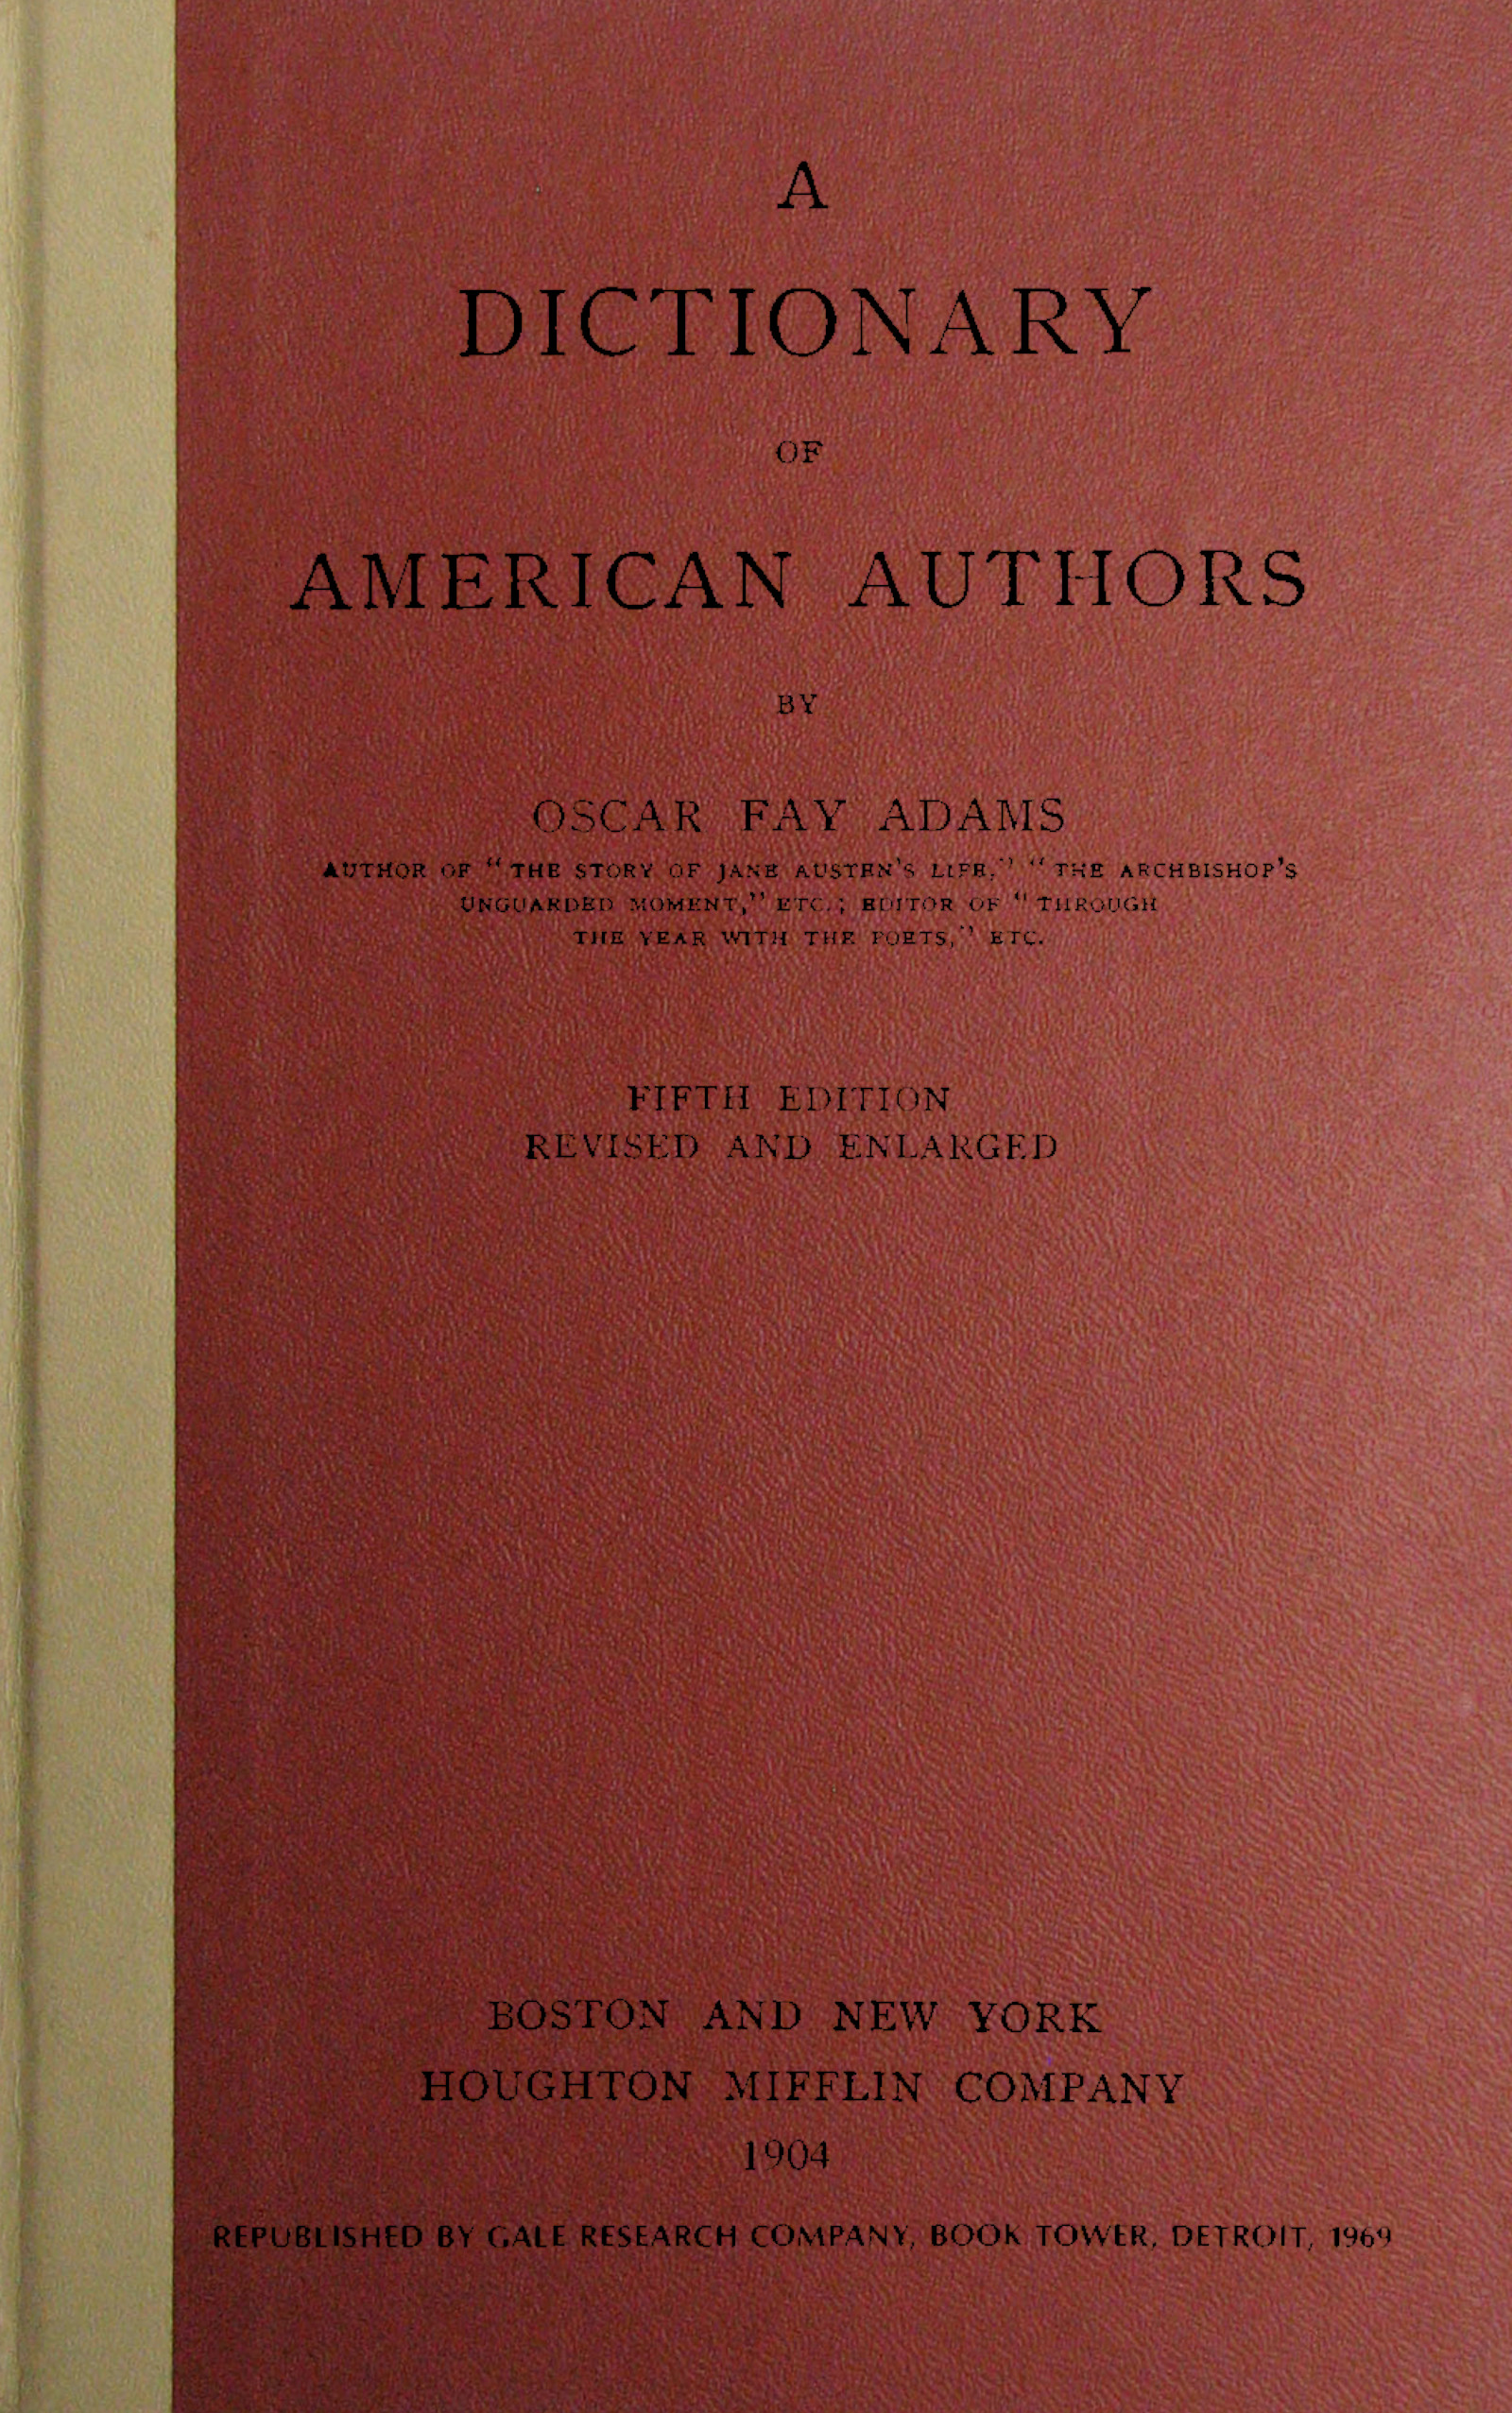 A
DICTIONARY
OF
AMERICAN AUTHORS
BY
OSCAR FAY ADAMS
AUTHOR OF "THE STORY OF JANE AUSTEN'S LIFE," "THE ARCHBISHOP'S
UNGUARDED MOMENT," ETC.; EDITOR OF "THROUGH
THE YEAR WITH THE POETS," ETC.
FIFTH EDITION
REVISED AND ENLARGED
BOSTON AND NEW YORK
HOUGHTON MIFFLIN COMPANY
1904
REPUBLISHED BY GALE RESEARCH COMPANY, BOOK TOWER, DETROIT, 1969